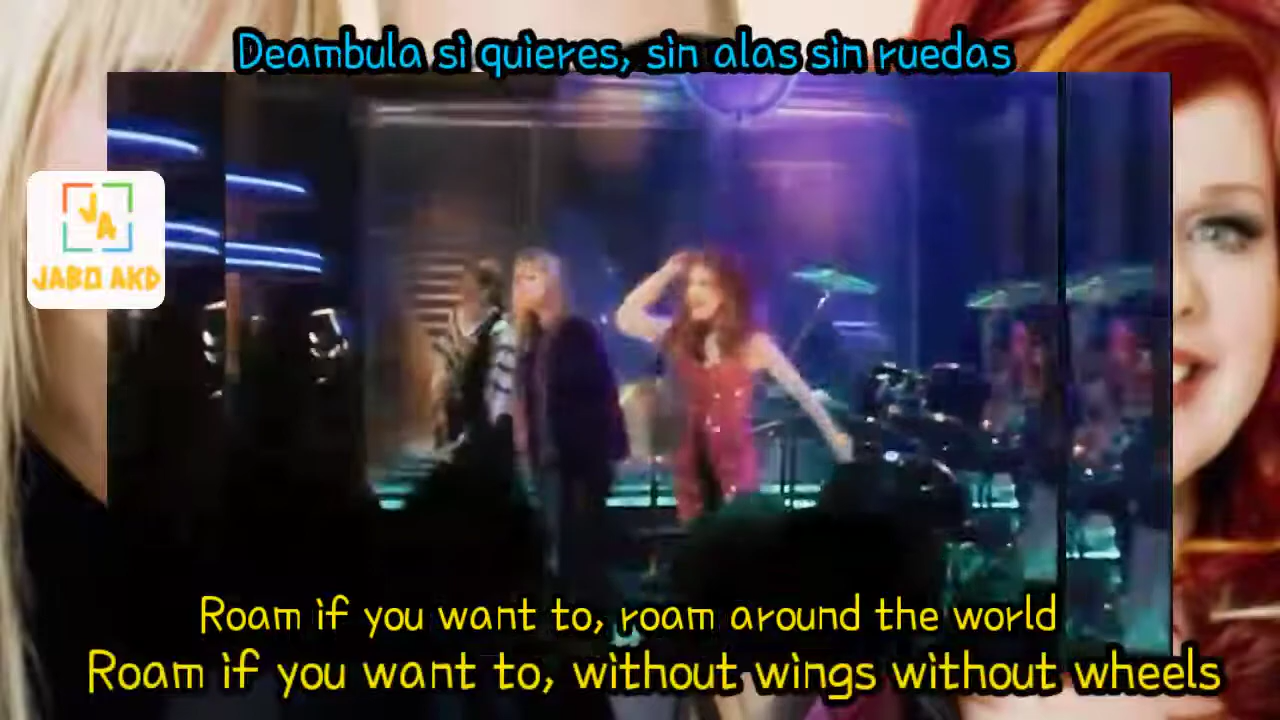 Deambula si quieres, sin alas sin ruedas
JA
JABO AKD
Roam if you want to, roam around the world
Roam if you want to, without wings without wheels